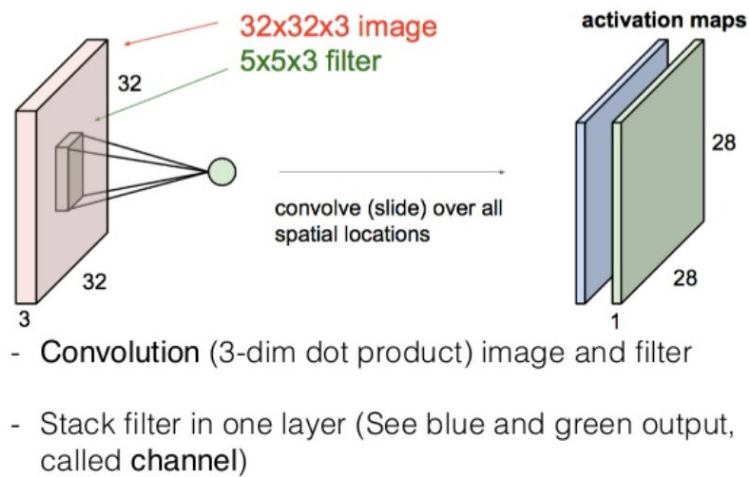 32x32x3 image
5x5x3 filter
activation maps
32
28
convolve (slide) over all
spatial locations
32
28
3
1
- Convolution (3-dim dot product) image and filter
- Stack filter in one layer (See blue and green output,
called channel)